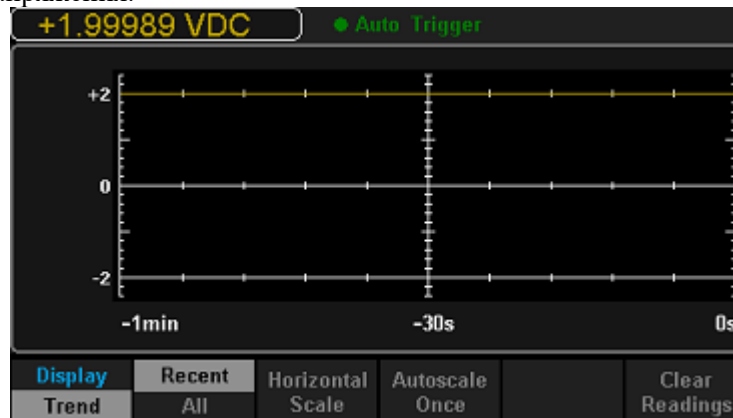 +1.99989 VDC
Auto Trigger
+2
0
-2
-1min
-30s
0s
Display
Trend
Recent
All
Horizontal
Scale
Autoscale
Once
Clear
Readings